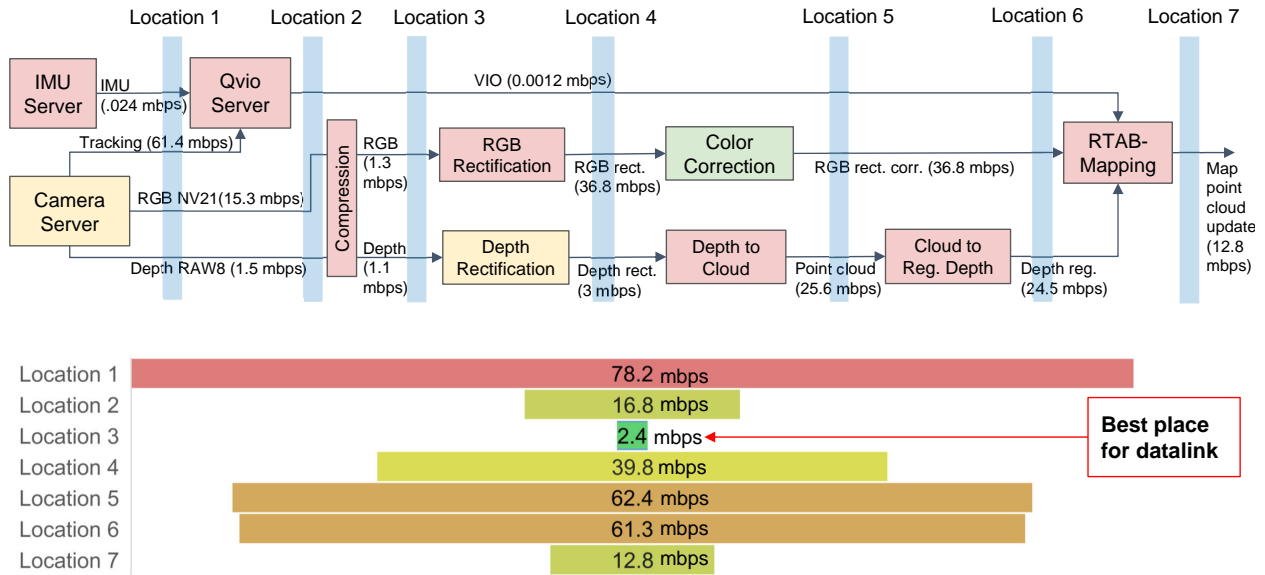 Location 1
Location 2
Location 3
Location 4
Location 5
Location 6
Location 7
IMU
Server
IMU
(.024 mbps)
Qvio
Server
VIO (0.0012 mbps)
Tracking (61.4 mbps)
Camera
Server
RGB NV21(15.3 mbps)
Depth RAW8 (1.5 mbps)
Compression
RGB
(1.3
mbps)
RGB
Rectification
RGB rect.
(36.8 mbps)
Color
Correction
RGB rect. corr. (36.8 mbps)
RTAB-
Mapping
Map
point
cloud
update
(12.8
mbps)
Depth
(1.1
mbps)
Depth
Rectification
Depth rect.
(3 mbps)
Depth to
Cloud
Point cloud
(25.6 mbps)
Cloud to
Reg. Depth
Depth reg.
(24.5 mbps)
Location 1 78.2 mbps
Location 2 16.8 mbps
Location 3 2.4 mbps
Location 4 39.8 mbps
Location 5 62.4 mbps
Location 6 61.3 mbps
Location 7 12.8 mbps
Best place
for datalink